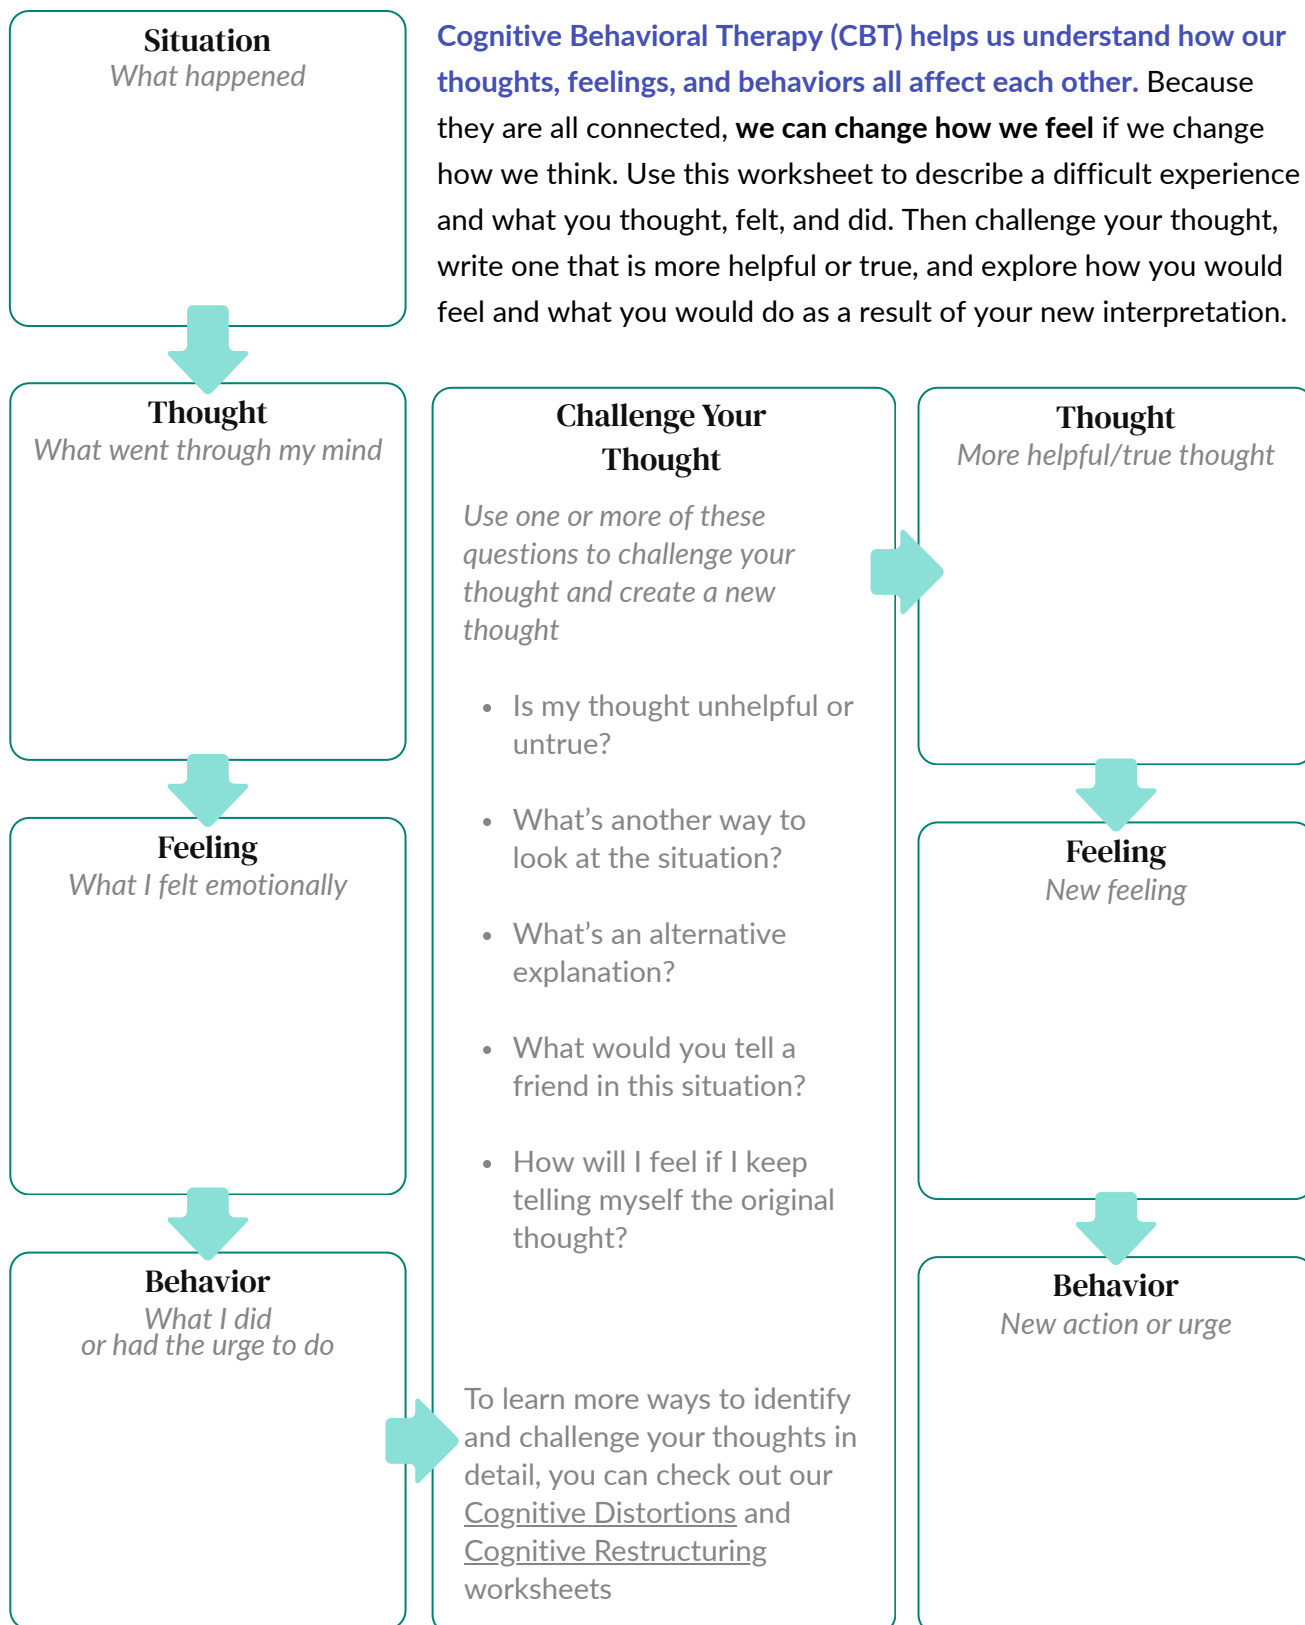 Situation
What happened
Cognitive Behavioral Therapy (CBT) helps us understand how our
thoughts, feelings, and behaviors all affect each other. Because
they are all connected, we can change how we feel if we change
how we think. Use this worksheet to describe a difficult experience
and what you thought, felt, and did. Then challenge your thought,
write one that is more helpful or true, and explore how you would
feel and what you would do as a result of your new interpretation.
Thought
What went through my mind
Feeling
What I felt emotionally
Behavior
What I did
or had the urge to do
Challenge Your
Thought
Use one or more of these
questions to challenge your
thought and create a new
thought
• Is my thought unhelpful or
untrue?
• What’s another way to
look at the situation?
• What’s an alternative
explanation?
• What would you tell a
friend in this situation?
• How will I feel if I keep
telling myself the original
thought?
To learn more ways to identify
and challenge your thoughts in
detail, you can check out our
Cognitive Distortions and
Cognitive Restructuring
worksheets
Thought
More helpful/true thought
Feeling
New feeling
Behavior
New action or urge